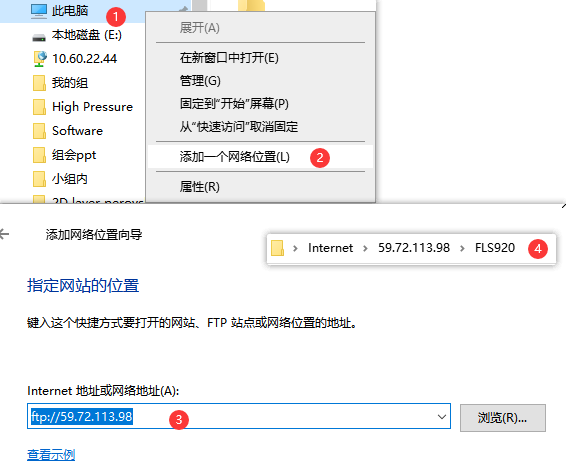 此电脑 1
本地磁盘 (E:)
10.60.22.44
我的组
High Pressure
Software
组会ppt
小组内
展开(A)
在新窗口中打开(E)
管理(G)
固定到"开始"屏幕(P)
从"快速访问"取消固定
添加一个网络位置(L) 2
属性(R)
添加网络位置向导
Internet › 59.72.113.98 › FLS920 4
指定网站的位置
键入这个快捷方式要打开的网站、FTP 站点或网络位置的地址。
Internet 地址或网络地址(A):
ftp://59.72.113.98 3
浏览(R)...
查看示例